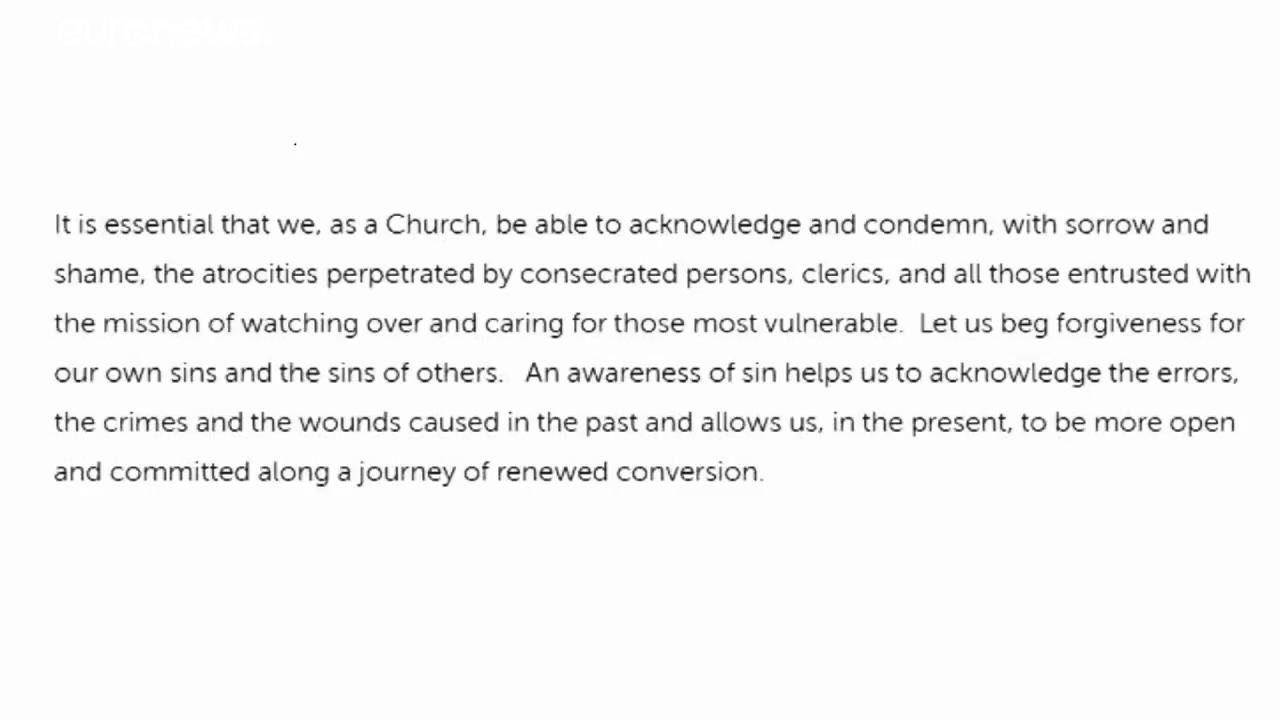 euronews.
It is essential that we, as a Church, be able to acknowledge and condemn, with sorrow and
shame, the atrocities perpetrated by consecrated persons, clerics, and all those entrusted with
the mission of watching over and caring for those most vulnerable.  Let us beg forgiveness for
our own sins and the sins of others.   An awareness of sin helps us to acknowledge the errors,
the crimes and the wounds caused in the past and allows us, in the present, to be more open
and committed along a journey of renewed conversion.